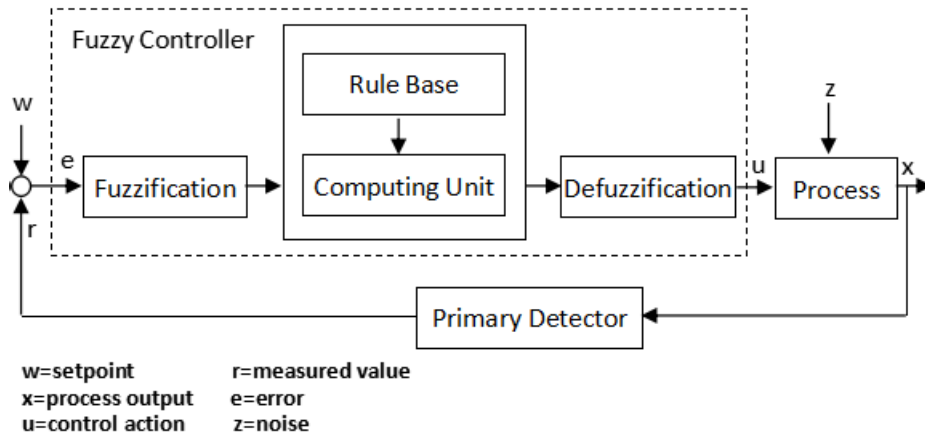 Fuzzy Controller
Rule Base
z
w
e
Fuzzification
Computing Unit
Defuzzification
u
Process
x
r
Primary Detector
w=setpoint r=measured value
x=process output e=error
u=control action z=noise